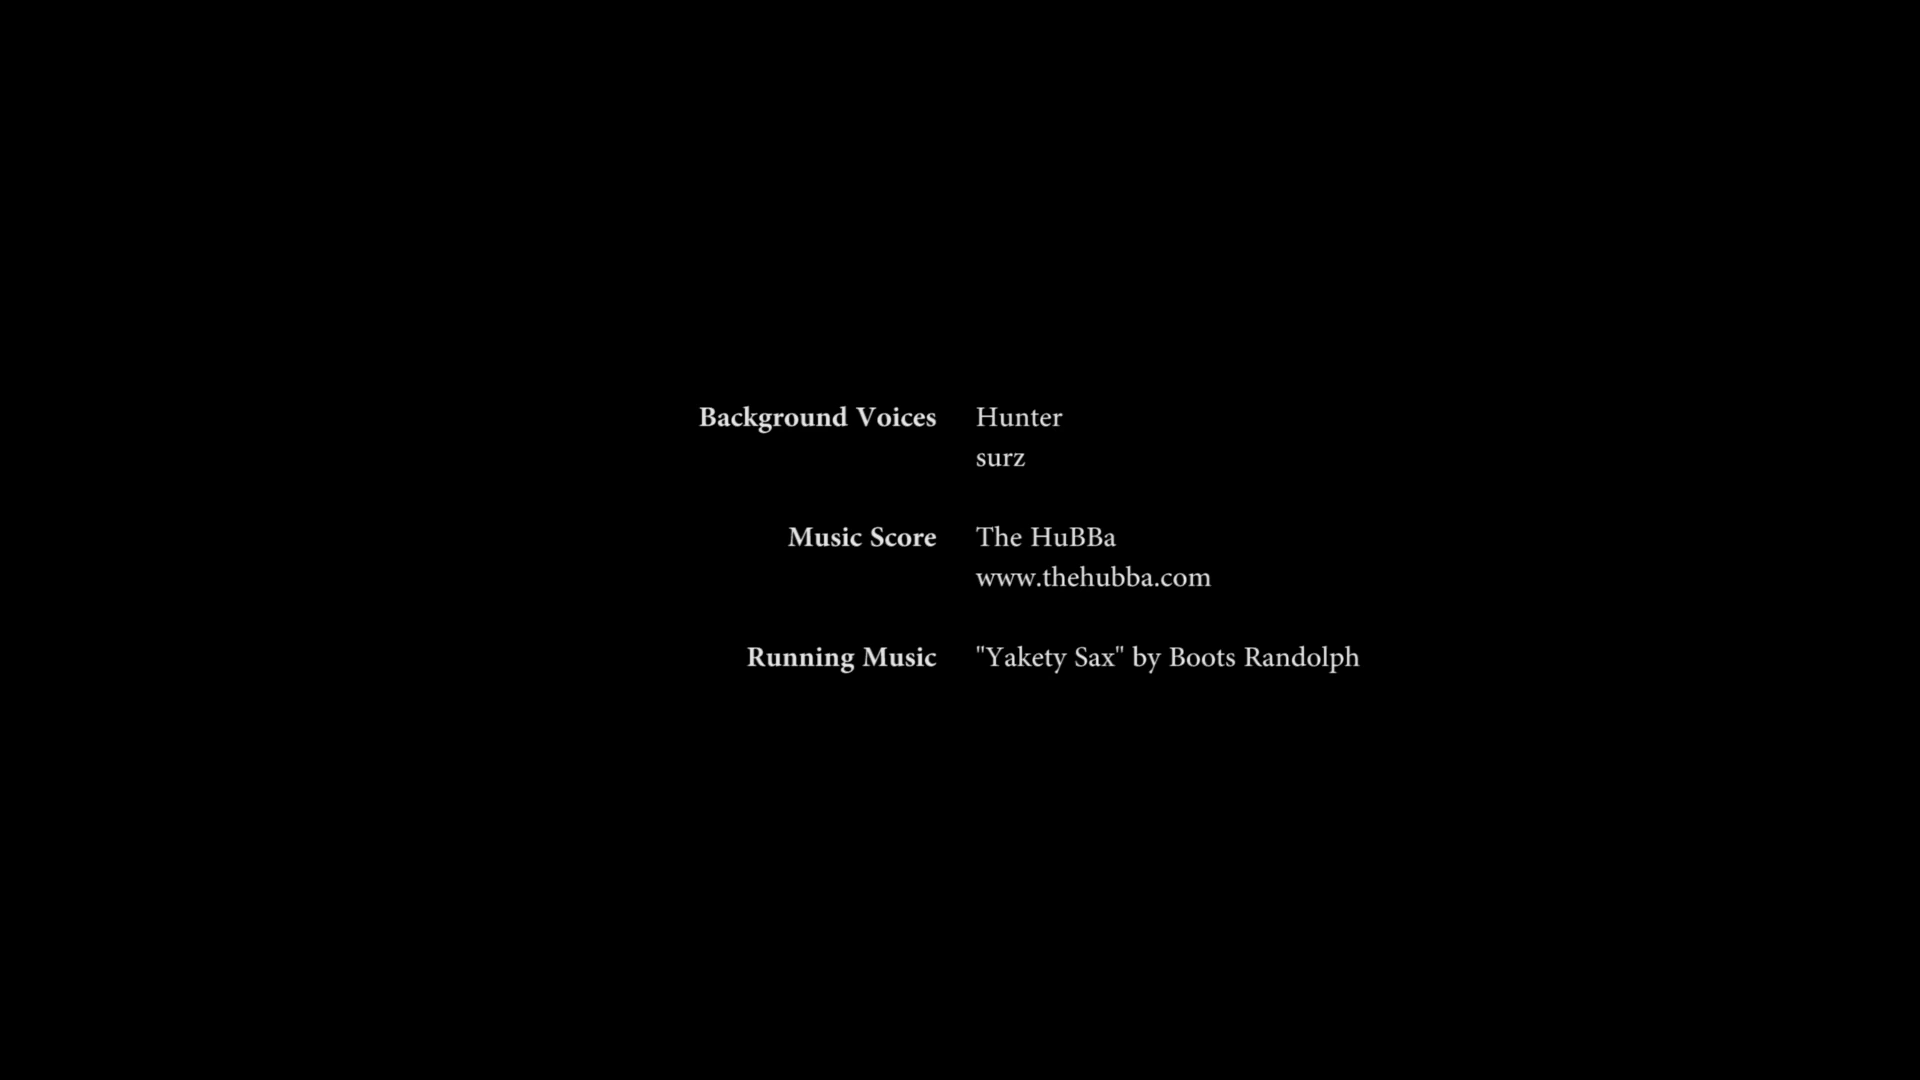 Background Voices Hunter
surz
Music Score The HuBBa
www.thehubba.com
Running Music "Yakety Sax" by Boots Randolph